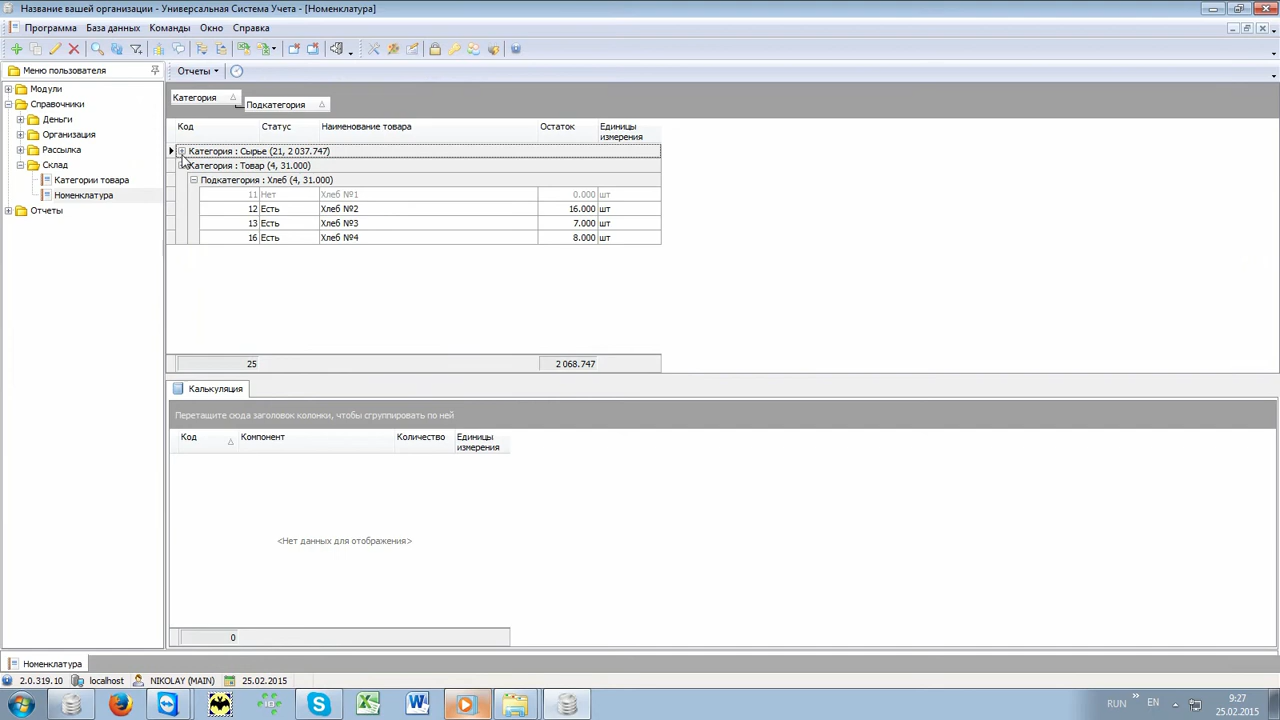 Название вашей организации - Универсальная Система Учета - [Номенклатура]
Программа База данных Команды Окно Справка
Меню пользователя
Модули
Справочники
Деньги
Организация
Рассылка
Склад
Категории товара
Номенклатура
Отчеты
Отчеты
Категория
Подкатегория
Код Статус Наименование товара Остаток Единицы измерения
Категория : Сырье (21, 2 037.747)
Категория : Товар (4, 31.000)
Подкатегория : Хлеб (4, 31.000)
11 Нет Хлеб №1 0.000 шт
12 Есть Хлеб №2 16.000 шт
13 Есть Хлеб №3 7.000 шт
16 Есть Хлеб №4 8.000 шт
25 2 068.747
Калькуляция
Перетащите сюда заголовок колонки, чтобы сгруппировать по ней
Код Компонент Количество Единицы измерения
<Нет данных для отображения>
0
Номенклатура
2.0.319.10 localhost NIKOLAY (MAIN) 25.02.2015
RUN EN 9:27
25.02.2015